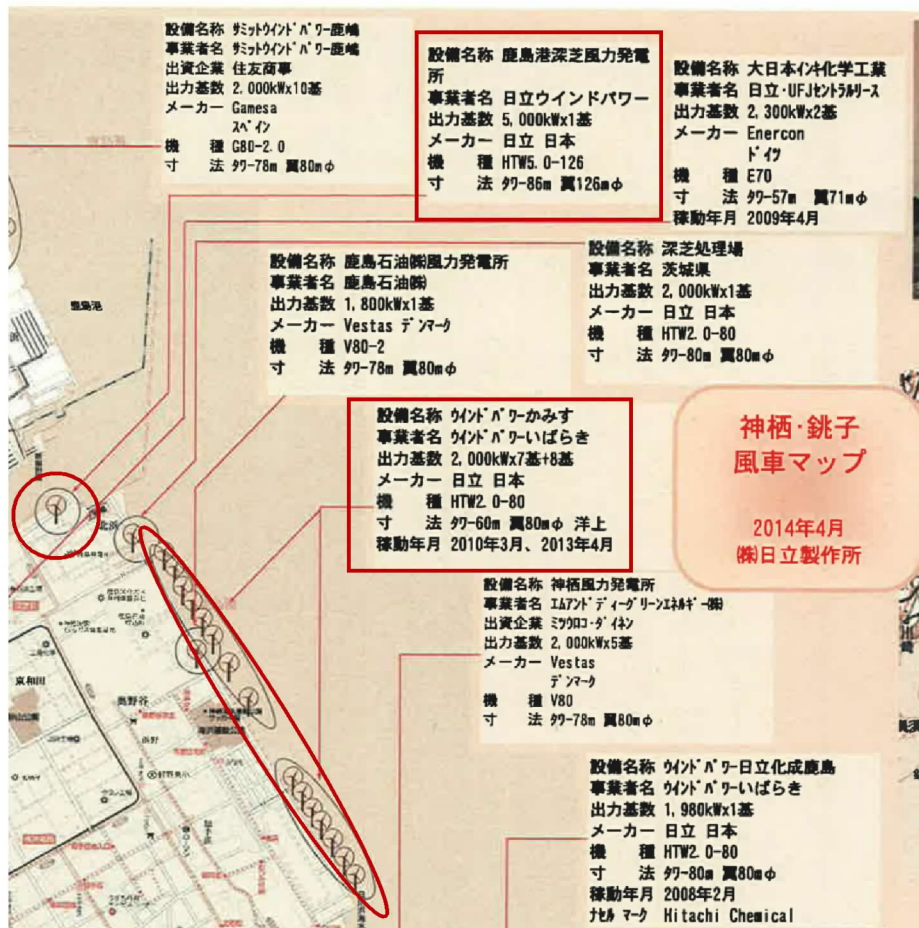 設備名称 サミットウインドパワー鹿嶋
事業者名 サミットウインドパワー鹿嶋
出資企業 住友商事
出力基数 2,000kWx10基
メーカー Gamesa
スペイン
機 種 G80-2.0
寸 法 タワー78m 翼80mφ
設備名称 鹿島港深芝風力発電
所
事業者名 日立ウインドパワー
出力基数 5,000kWx1基
メーカー 日立 日本
機 種 HTW5.0-126
寸 法 タワー86m 翼126mφ
設備名称 大日本インキ化学工業
事業者名 日立・UFJセントラルリース
出力基数 2,300kWx2基
メーカー Enercon
ドイツ
機 種 E70
寸 法 タワー57m 翼71mφ
稼動年月 2009年4月
設備名称 鹿島石油㈱風力発電所
事業者名 鹿島石油㈱
出力基数 1,800kWx1基
メーカー Vestas デンマーク
機 種 V80-2
寸 法 タワー78m 翼80mφ
設備名称 深芝処理場
事業者名 茨城県
出力基数 2,000kWx1基
メーカー 日立 日本
機 種 HTW2.0-80
寸 法 タワー80m 翼80mφ
設備名称 ウインドパワーかみす
事業者名 ウインドパワーいばらき
出力基数 2,000kWx7基+8基
メーカー 日立 日本
機 種 HTW2.0-80
寸 法 タワー60m 翼80mφ 洋上
稼動年月 2010年3月、2013年4月
神栖・銚子
風車マップ
2014年4月
㈱日立製作所
設備名称 神栖風力発電所
事業者名 エムアンドディーグリーンエネルギー㈱
出資企業 ミツウロコ・ダイネン
出力基数 2,000kWx5基
メーカー Vestas
デンマーク
機 種 V80
寸 法 タワー78m 翼80mφ
設備名称 ウインドパワー日立化成鹿島
事業者名 ウインドパワーいばらき
出力基数 1,980kWx1基
メーカー 日立 日本
機 種 HTW2.0-80
寸 法 タワー80m 翼80mφ
稼動年月 2008年2月
ナセル マーク Hitachi Chemical
鹿島港
北浜
東和田
奥野谷